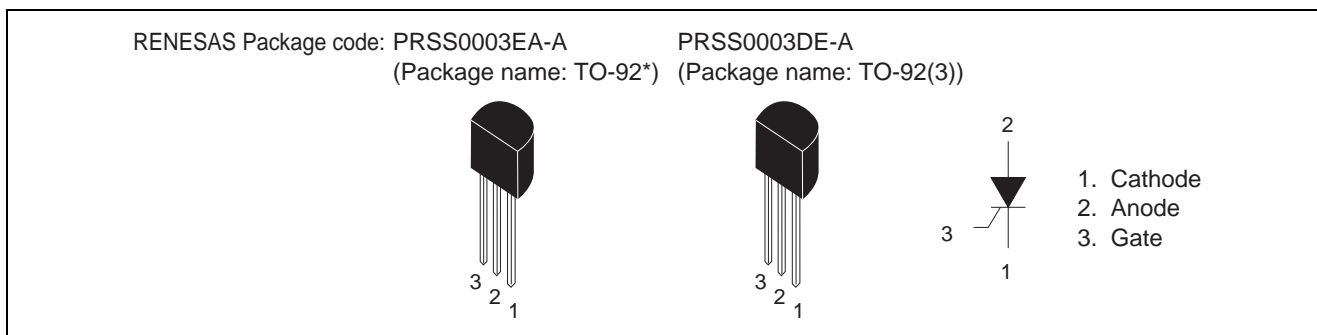 RENESAS Package code: PRSS0003EA-A PRSS0003DE-A
(Package name: TO-92*) (Package name: TO-92(3))
3
2
1
3
2
1
2
3
1
1. Cathode
2. Anode
3. Gate